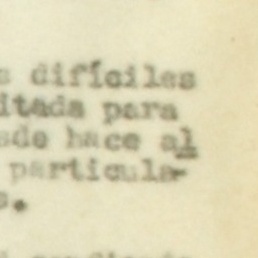 s difíciles
itada para
sde hace al
particula-
s.